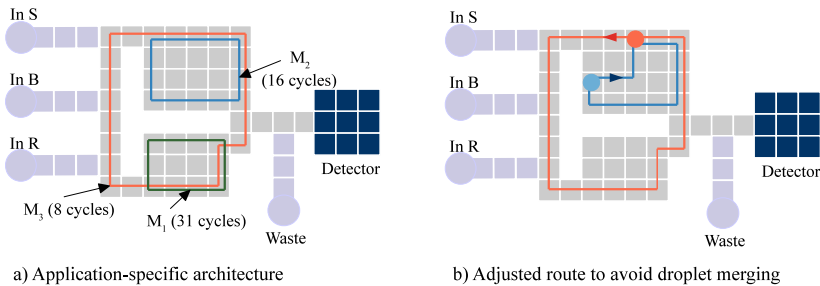 In S
In B
In R
M2
(16 cycles)
Detector
M3 (8 cycles)
M1 (31 cycles)
Waste
a) Application-specific architecture
In S
In B
In R
Detector
Waste
b) Adjusted route to avoid droplet merging